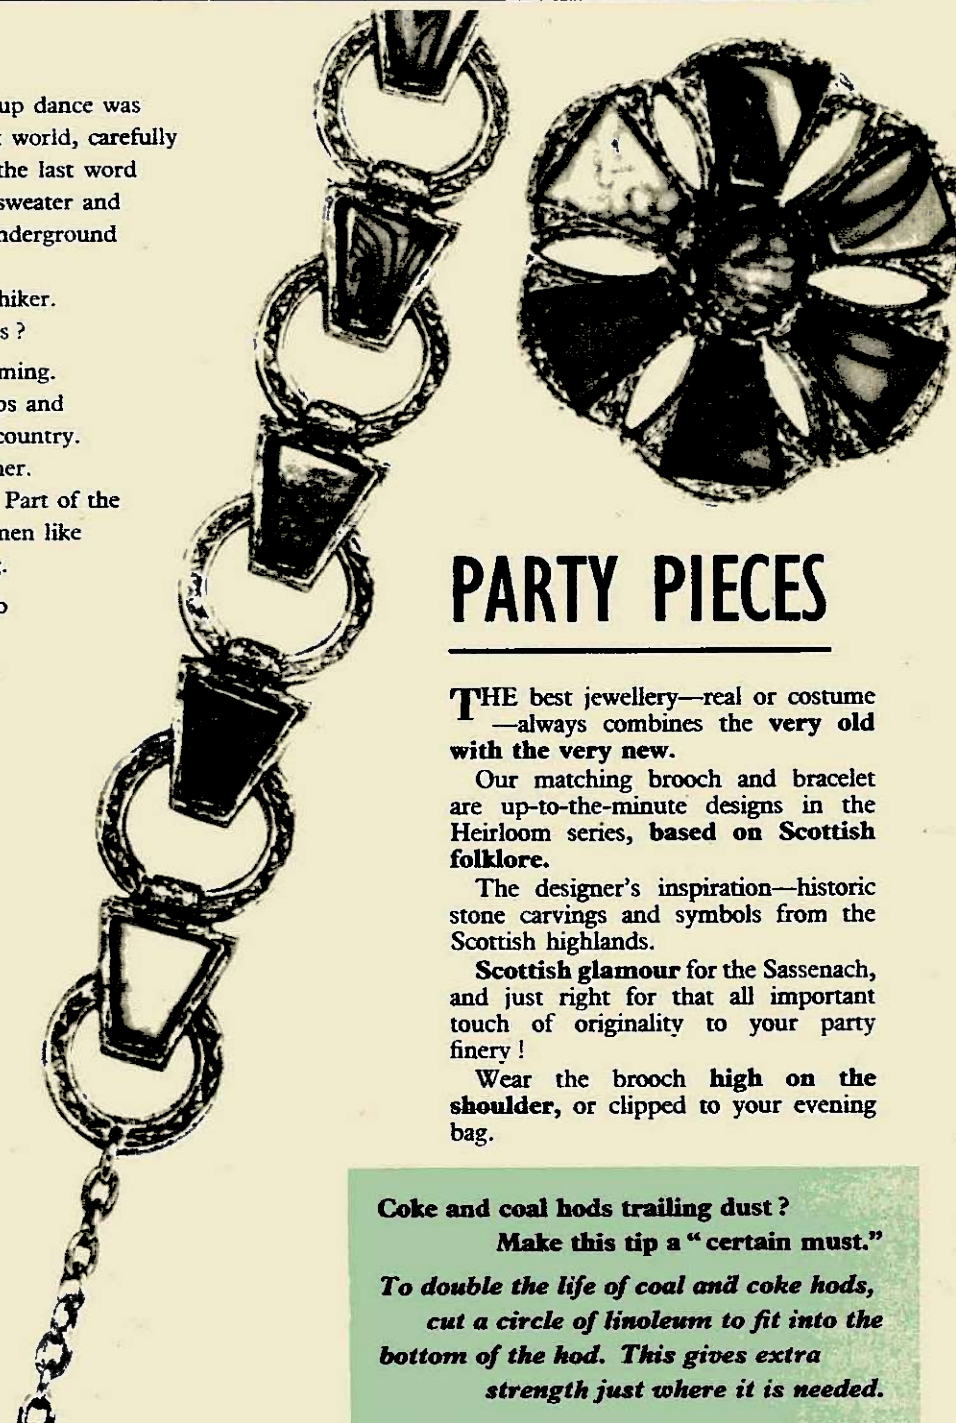 up dance was
world, carefully
the last word
sweater and
nderground
hiker.
s ?
ming.
os and
country.
her.
Part of the
men like
.
o
PARTY PIECES
THE best jewellery—real or costume
—always combines the very old
with the very new.
Our matching brooch and bracelet
are up-to-the-minute designs in the
Heirloom series, based on Scottish
folklore.
The designer's inspiration—historic
stone carvings and symbols from the
Scottish highlands.
Scottish glamour for the Sassenach,
and just right for that all important
touch of originality to your party
finery !
Wear the brooch high on the
shoulder, or clipped to your evening
bag.
Coke and coal hods trailing dust ?
Make this tip a “ certain must.”
To double the life of coal and coke hods,
cut a circle of linoleum to fit into the
bottom of the hod. This gives extra
strength just where it is needed.